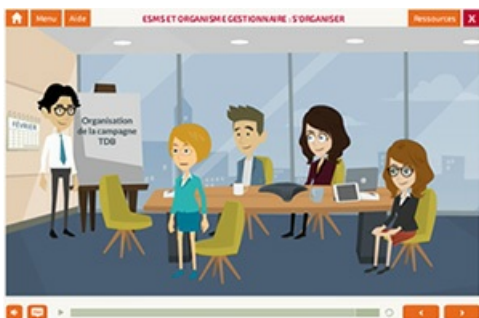 Menu Aide ESMS ET ORGANISME GESTIONNAIRE : S'ORGANISER Ressources X
FÉVRIER
Organisation
de la campagne
TDB